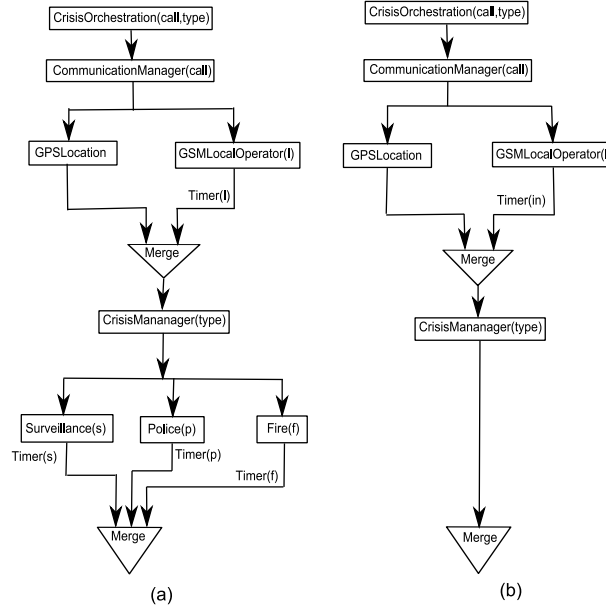 CrisisOrchestration(call,type)
CommunicationManager(call)
GPSLocation
GSMLocalOperator(l)
Timer(l)
Merge
CrisisMananager(type)
Surveillance(s)
Police(p)
Fire(f)
Timer(s)
Timer(p)
Timer(f)
Merge
(a)
CrisisOrchestration(call,type)
CommunicationManager(call)
GPSLocation
GSMLocalOperator(l
Timer(in)
Merge
CrisisMananager(type)
Merge
(b)